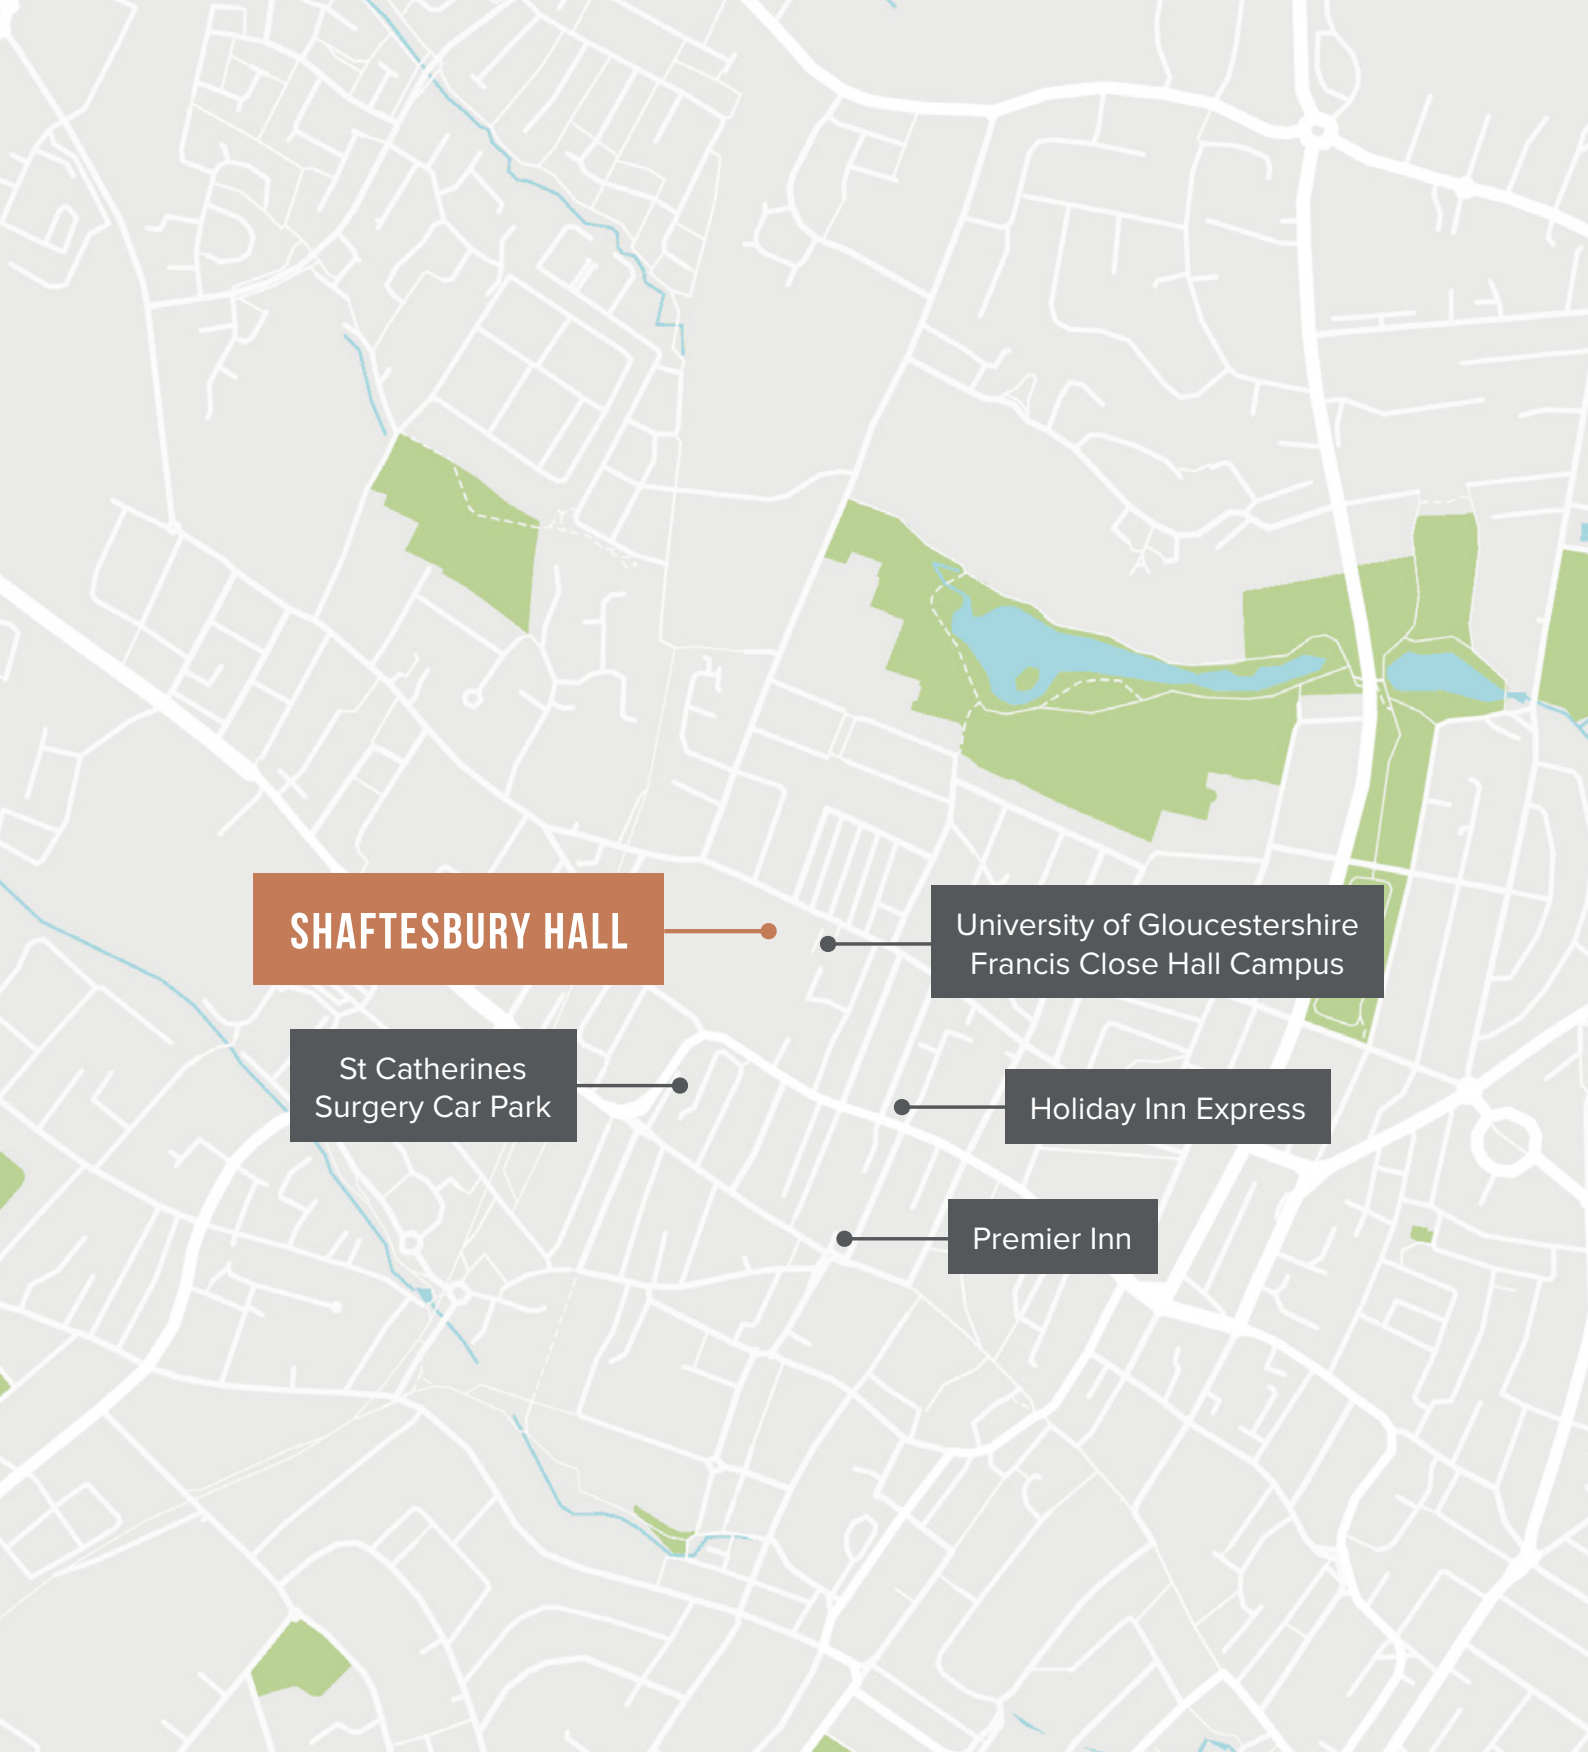 SHAFTESBURY HALL
University of Gloucestershire
Francis Close Hall Campus
St Catherines
Surgery Car Park
Holiday Inn Express
Premier Inn